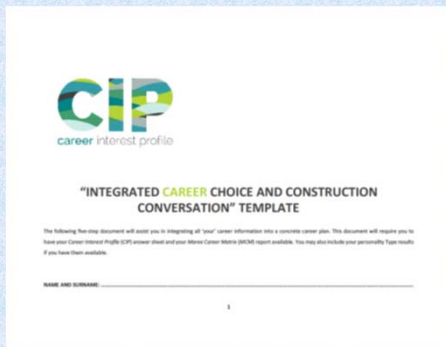 CIP
career interest profile
"INTEGRATED CAREER CHOICE AND CONSTRUCTION
CONVERSATION" TEMPLATE
The following five-step document will assist you in integrating all 'your' career information into a concrete career plan. This document will require you to
have your Career Interest Profile (CIP) answer sheet and your Maree Career Matrix (MCM) report available. You may also include your personality Type results
if you have them available.
NAME AND SURNAME:
1